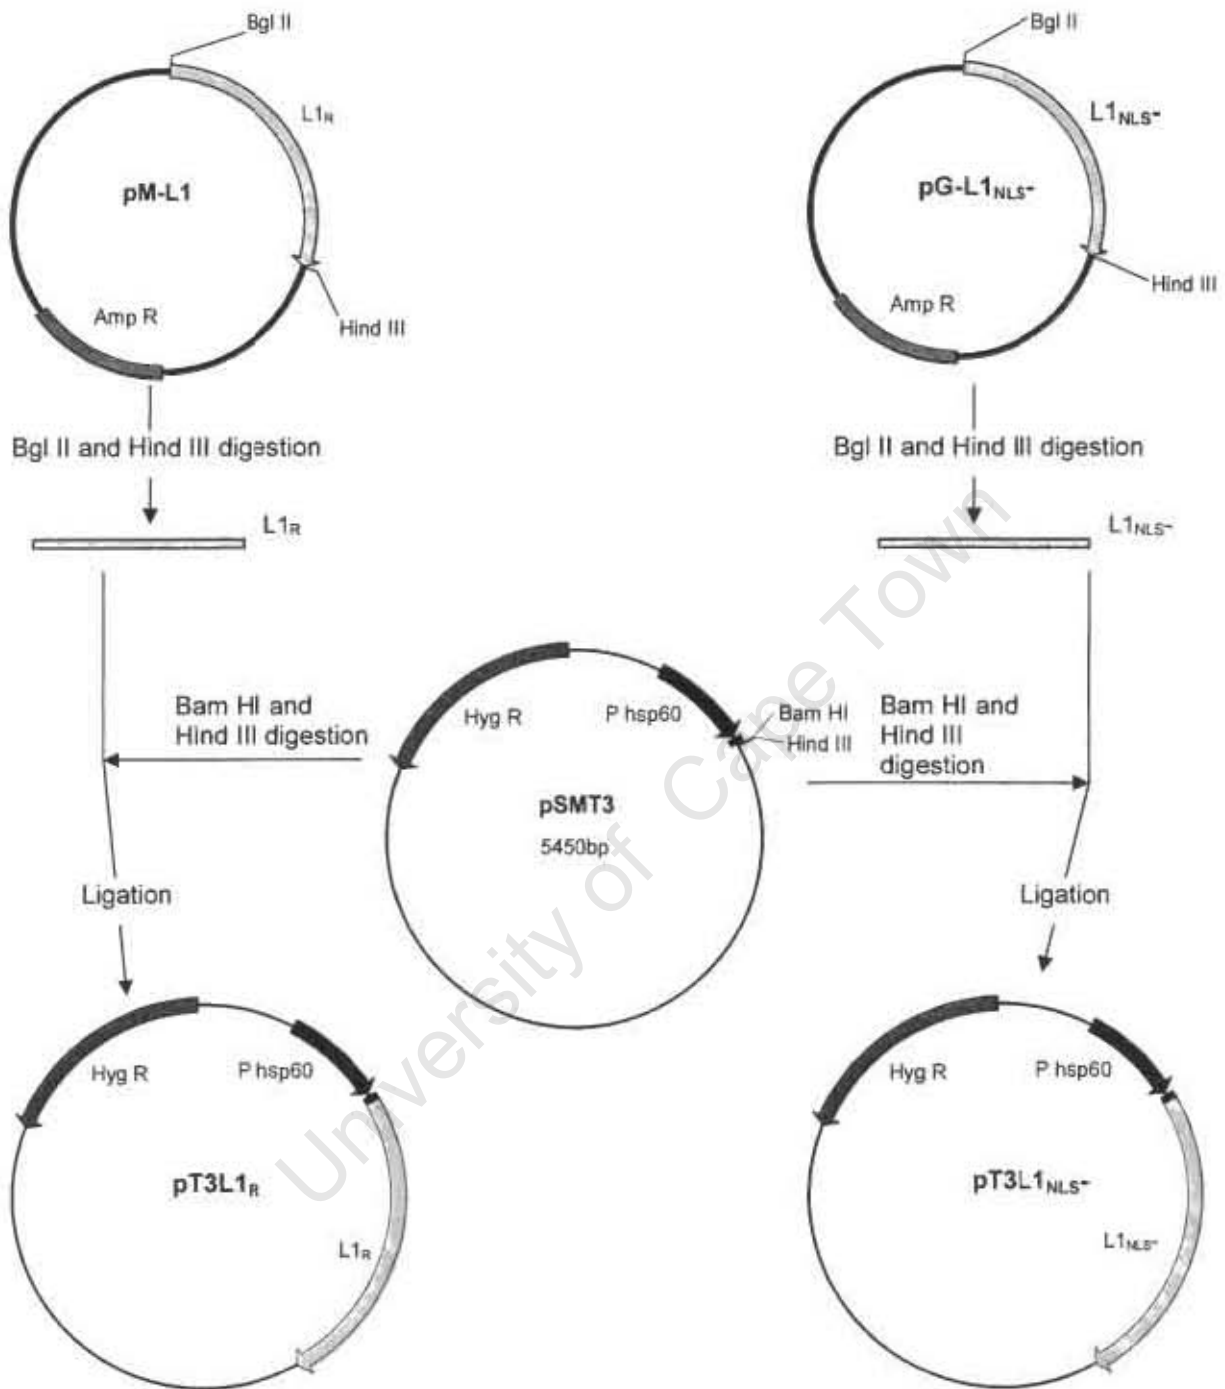 Bgl II
Bgl II
L1R
L1NLS-
pM-L1
pG-L1NLS-
Hind III
Amp R
Amp R
Hind III
Bgl II and Hind III digestion
Bgl II and Hind III digestion
L1R
L1NLS-
Bam HI and
Hind III digestion
Hyg R
P hsp60
Bam HI
Hind III
Bam HI and
Hind III
digestion
pSMT3
5450bp
Ligation
Ligation
Hyg R
P hsp60
Hyg R
P hsp60
pT3L1R
pT3L1NLS-
L1R
L1NLS-
University of Cape Town